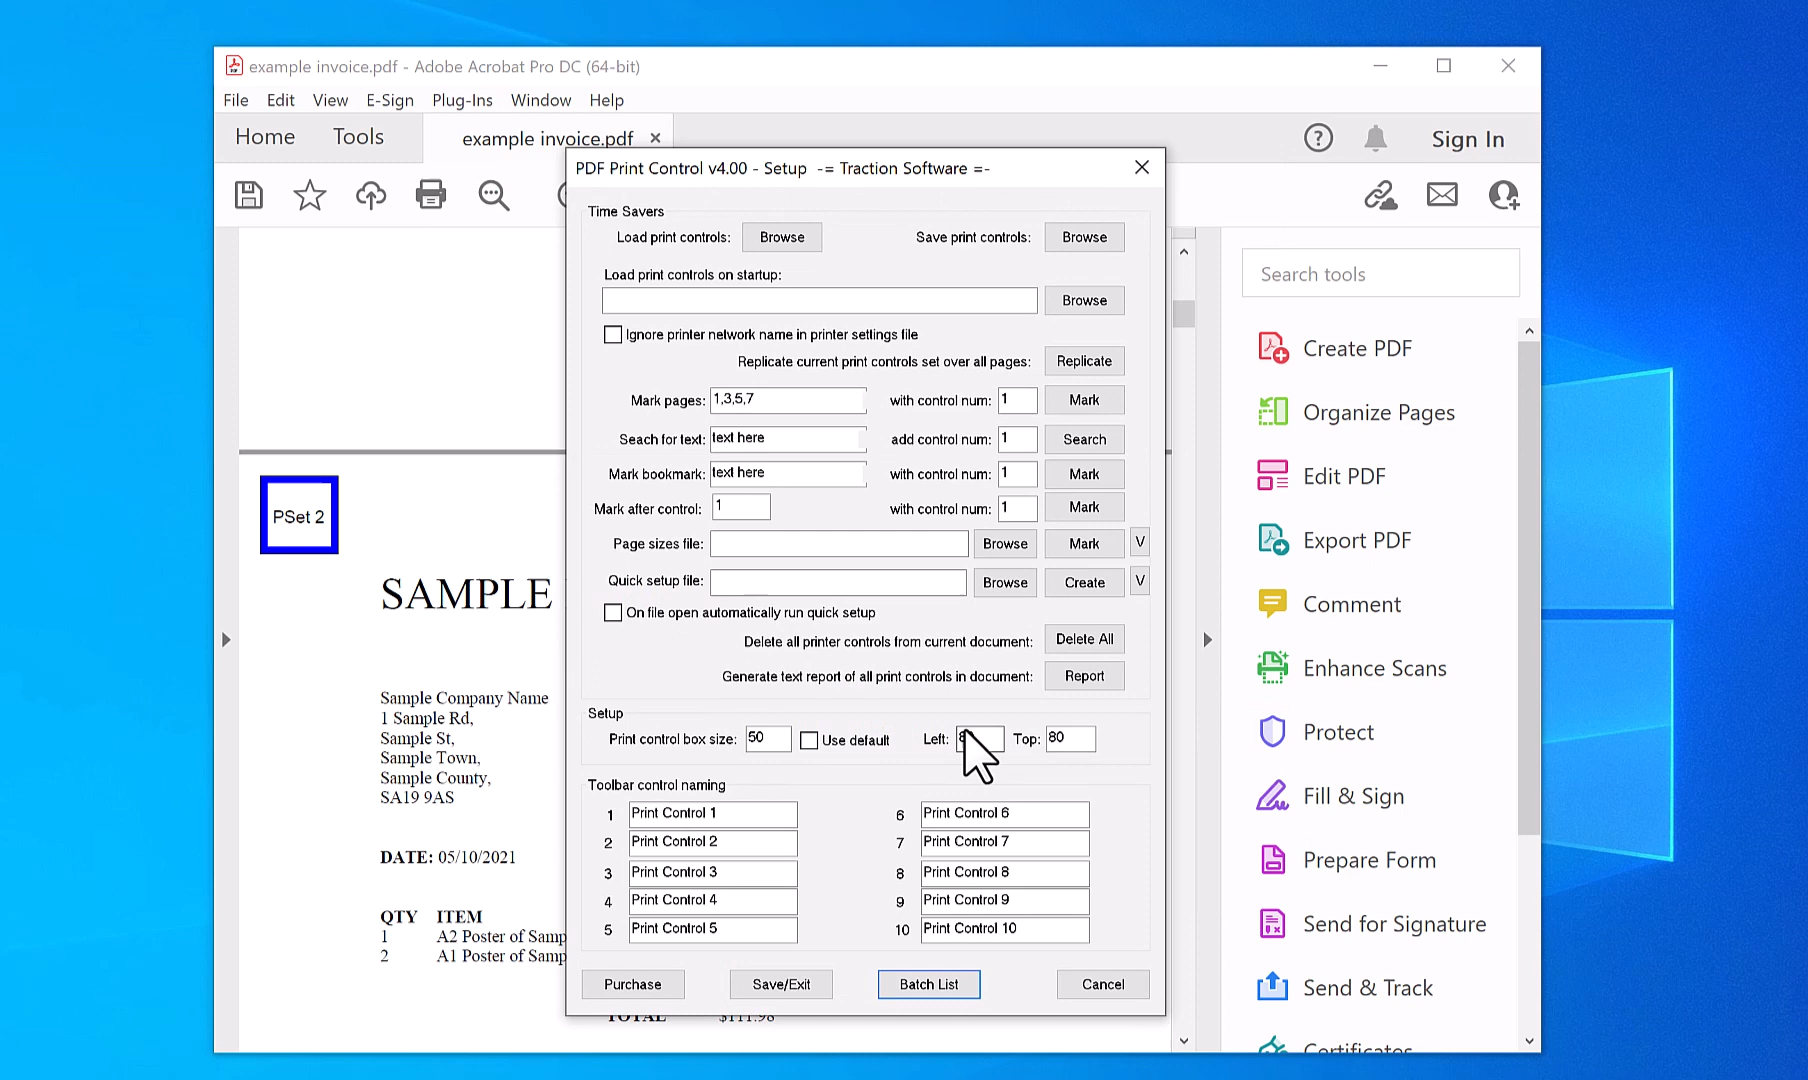 example invoice.pdf - Adobe Acrobat Pro DC (64-bit)
File Edit View E-Sign Plug-Ins Window Help
Home Tools example invoice.pdf × Sign In
PDF Print Control v4.00 - Setup -= Traction Software =-
Time Savers
Load print controls: Browse Save print controls: Browse
Load print controls on startup:
Browse
Ignore printer network name in printer settings file
Replicate current print controls set over all pages: Replicate
Mark pages: 1,3,5,7 with control num: 1 Mark
Seach for text: text here add control num: 1 Search
Mark bookmark: text here with control num: 1 Mark
Mark after control: 1 with control num: 1 Mark
Page sizes file: Browse Mark V
Quick setup file: Browse Create V
On file open automatically run quick setup
Delete all printer controls from current document: Delete All
Generate text report of all print controls in document: Report
Setup
Print control box size: 50 Use default Left: Top: 80
Toolbar control naming
1 Print Control 1 6 Print Control 6
2 Print Control 2 7 Print Control 7
3 Print Control 3 8 Print Control 8
4 Print Control 4 9 Print Control 9
5 Print Control 5 10 Print Control 10
Purchase Save/Exit Batch List Cancel
PSet 2
SAMPLE
Sample Company Name
1 Sample Rd,
Sample St,
Sample Town,
Sample County,
SA19 9AS
DATE: 05/10/2021
QTY ITEM
1 A2 Poster of Samp
2 A1 Poster of Samp
TOTAL $111.98
Search tools
Create PDF
Organize Pages
Edit PDF
Export PDF
Comment
Enhance Scans
Protect
Fill & Sign
Prepare Form
Send for Signature
Send & Track
Certificates